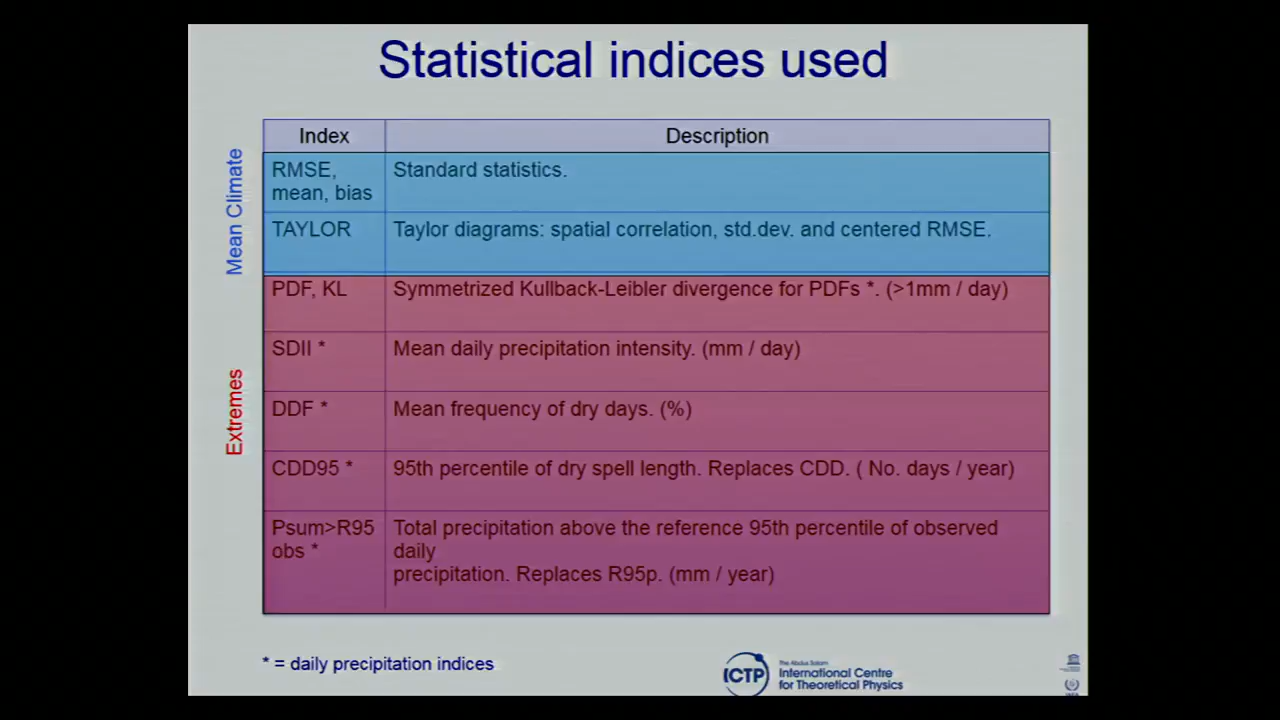 Statistical indices used
Index Description
Mean Climate
RMSE, mean, bias
Standard statistics.
TAYLOR
Taylor diagrams: spatial correlation, std.dev. and centered RMSE.
Extremes
PDF, KL
Symmetrized Kullback-Leibler divergence for PDFs *. (>1mm / day)
SDII *
Mean daily precipitation intensity. (mm / day)
DDF *
Mean frequency of dry days. (%)
CDD95 *
95th percentile of dry spell length. Replaces CDD. ( No. days / year)
Psum>R95
obs *
Total precipitation above the reference 95th percentile of observed
daily
precipitation. Replaces R95p. (mm / year)
* = daily precipitation indices
ICTP
The Abdus Salam
International Centre
for Theoretical Physics